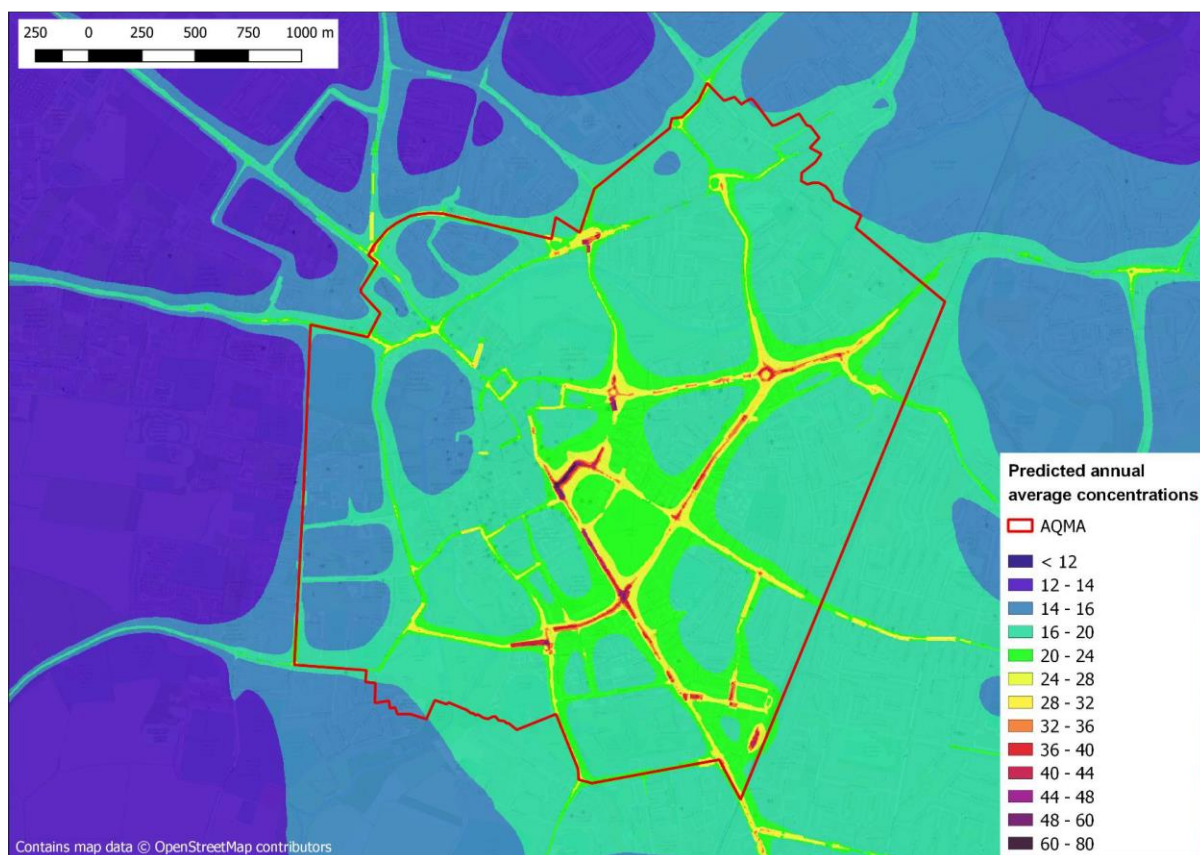 250 0 250 500 750 1000 m
Predicted annual
average concentrations
AQMA
< 12
12 - 14
14 - 16
16 - 20
20 - 24
24 - 28
28 - 32
32 - 36
36 - 40
40 - 44
44 - 48
48 - 60
60 - 80
Contains map data © OpenStreetMap contributors